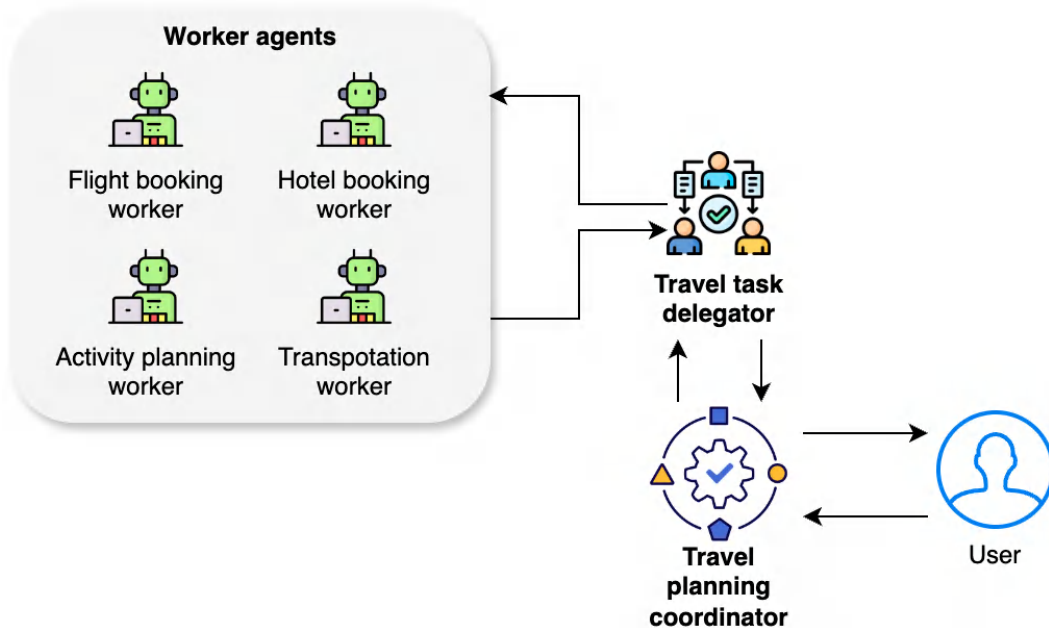 Worker agents
Flight booking
worker
Hotel booking
worker
Activity planning
worker
Transpotation
worker
Travel task
delegator
Travel
planning
coordinator
User